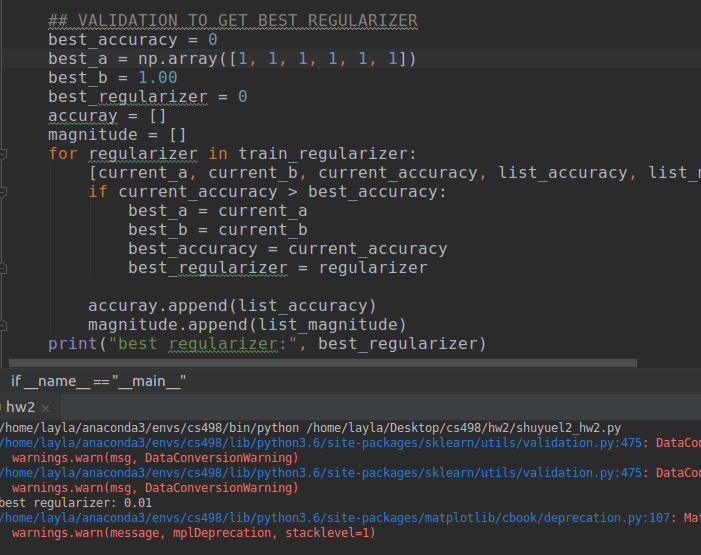 ## VALIDATION TO GET BEST REGULARIZER
best_accuracy = 0
best_a = np.array([1, 1, 1, 1, 1, 1])
best_b = 1.00
best_regularizer = 0
accuray = []
magnitude = []
for regularizer in train_regularizer:
[current_a, current_b, current_accuracy, list_accuracy, list_m
if current_accuracy > best_accuracy:
best_a = current_a
best_b = current_b
best_accuracy = current_accuracy
best_regularizer = regularizer
accuray.append(list_accuracy)
magnitude.append(list_magnitude)
print("best regularizer:", best_regularizer)
if __name__ == "__main__"
hw2 ×
/home/layla/anaconda3/envs/cs498/bin/python /home/layla/Desktop/cs498/hw2/shuyuel2_hw2.py
/home/layla/anaconda3/envs/cs498/lib/python3.6/site-packages/sklearn/utils/validation.py:475: DataCon
warnings.warn(msg, DataConversionWarning)
/home/layla/anaconda3/envs/cs498/lib/python3.6/site-packages/sklearn/utils/validation.py:475: DataCon
warnings.warn(msg, DataConversionWarning)
best regularizer: 0.01
/home/layla/anaconda3/envs/cs498/lib/python3.6/site-packages/matplotlib/cbook/deprecation.py:107: Mat
warnings.warn(message, mplDeprecation, stacklevel=1)